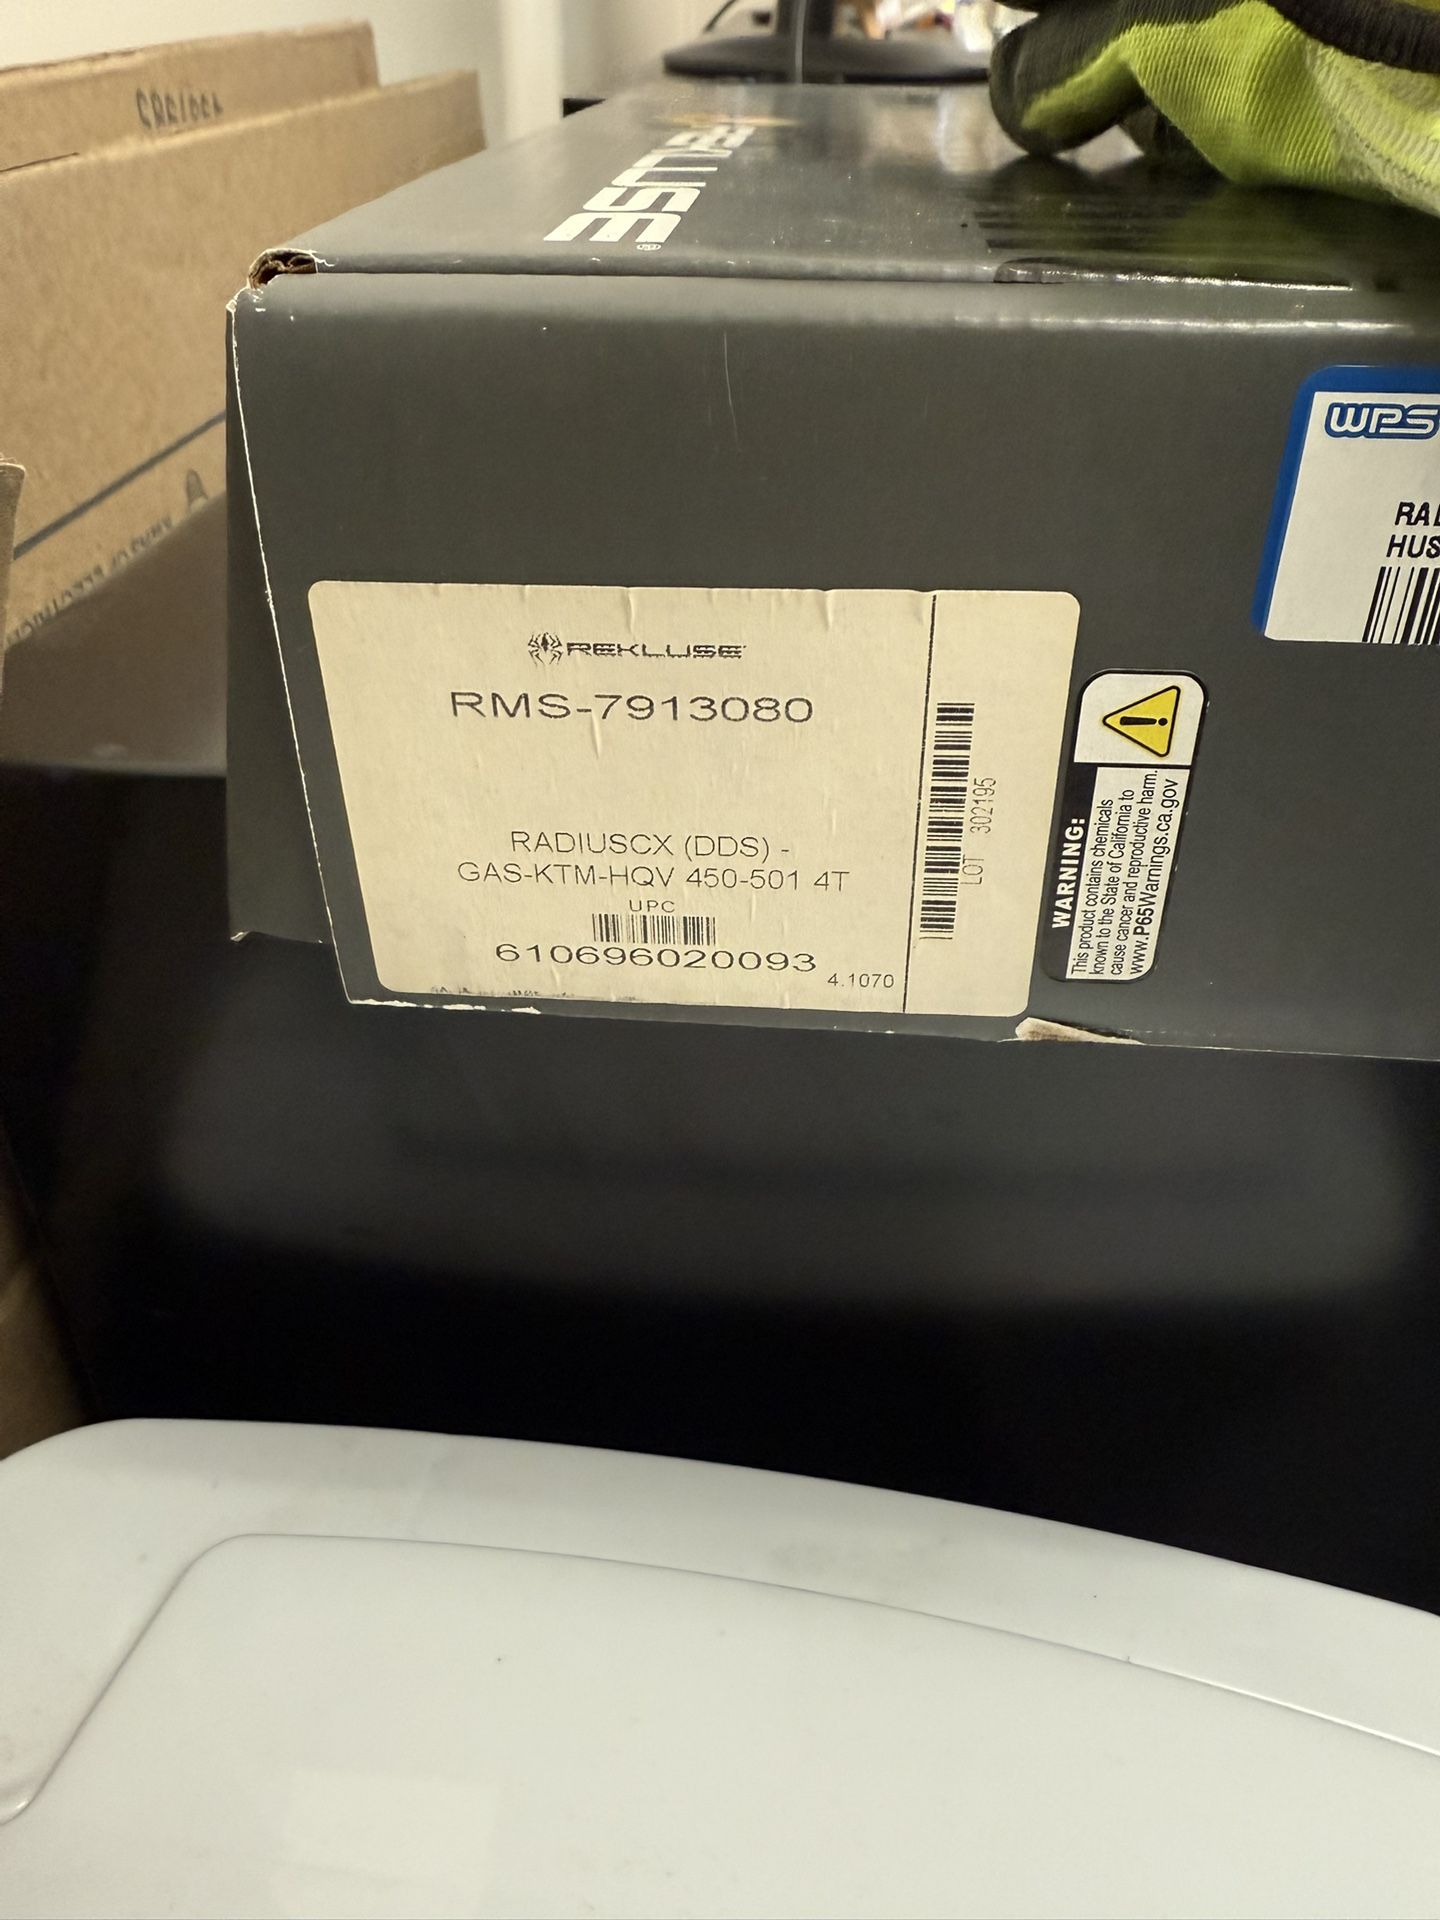 REKLUSE
WPS
RAD
HUS
REKLUSE
RMS-7913080
RADIUSCX (DDS) -
GAS-KTM-HQV 450-501 4T
UPC
610696020093
4.1070
LOT 302195
WARNING:
This product contains chemicals
known to the State of California to
cause cancer and reproductive harm.
www.P65Warnings.ca.gov